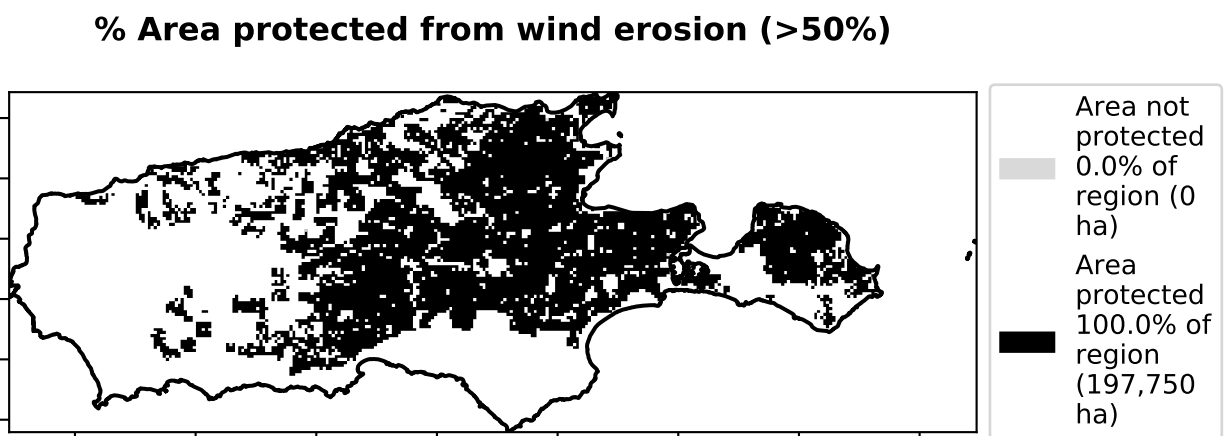 % Area protected from wind erosion (>50%)
Area not
protected
0.0% of
region (0
ha)
Area
protected
100.0% of
region
(197,750
ha)